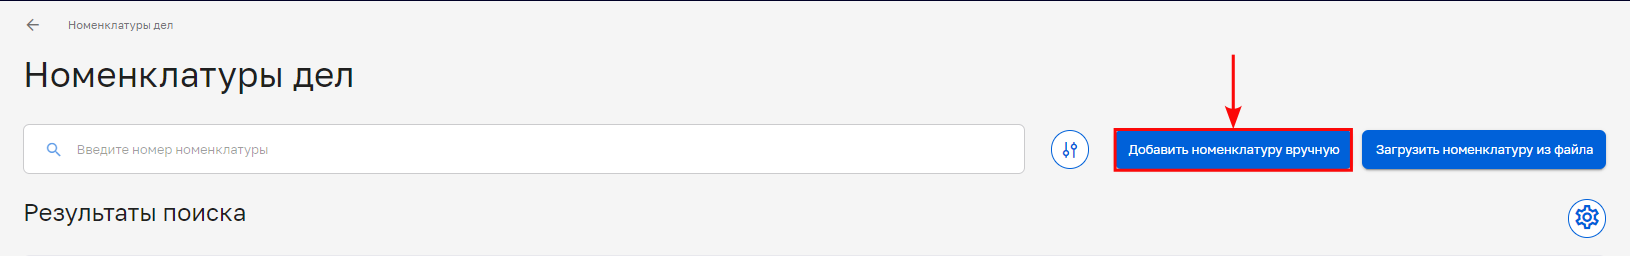 Номенклатуры дел
Номенклатуры дел
Введите номер номенклатуры
Добавить номенклатуру вручную
Загрузить номенклатуру из файла
Результаты поиска